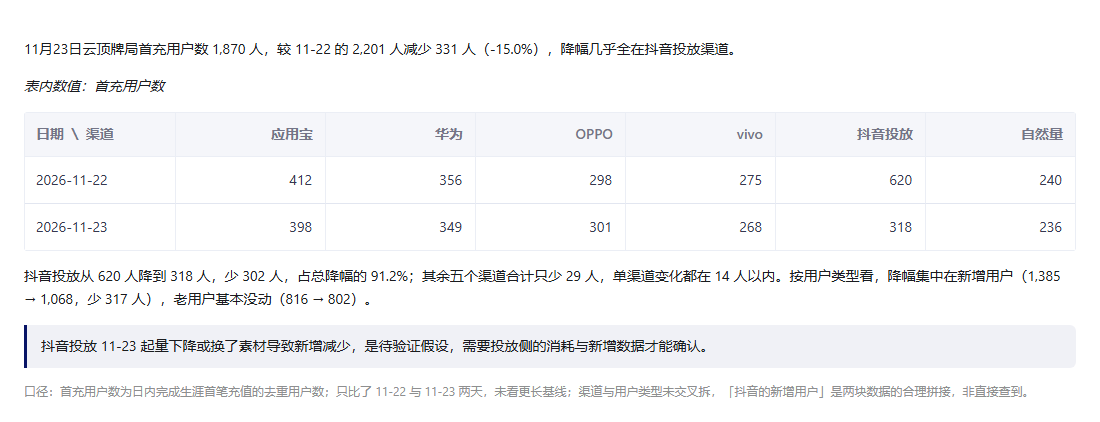 11月23日云顶牌局首充用户数 1,870 人，较 11-22 的 2,201 人减少 331 人（-15.0%），降幅几乎全在抖音投放渠道。
表内数值：首充用户数
日期 \ 渠道 应用宝 华为 OPPO vivo 抖音投放 自然量
2026-11-22 412 356 298 275 620 240
2026-11-23 398 349 301 268 318 236
抖音投放从 620 人降到 318 人，少 302 人，占总降幅的 91.2%；其余五个渠道合计只少 29 人，单渠道变化都在 14 人以内。按用户类型看，降幅集中在新增用户（1,385
→ 1,068，少 317 人），老用户基本没动（816 → 802）。
抖音投放 11-23 起量下降或换了素材导致新增减少，是待验证假设，需要投放侧的消耗与新增数据才能确认。
口径：首充用户数为日内完成生涯首笔充值的去重用户数；只比了 11-22 与 11-23 两天，未看更长基线；渠道与用户类型未交叉拆，「抖音的新增用户」是两块数据的合理拼接，非直接查到。